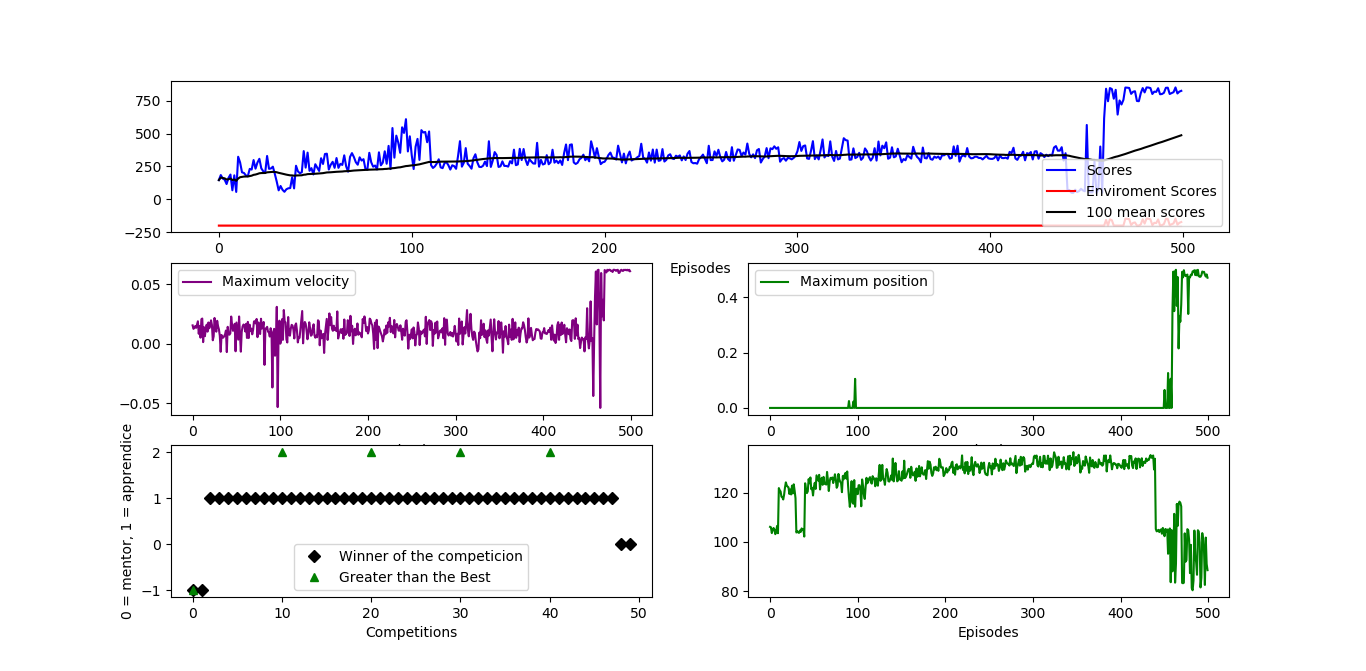 750
500
250
0
−250
Scores
Enviroment Scores
100 mean scores
0 100 200 300 400 500
Episodes
0.05
0.00
−0.05
Maximum velocity
0 100 200 300 400 500
0.4
0.2
0.0
Maximum position
0 100 200 300 400 500
0 = mentor, 1 = apprendice
2
1
0
−1
Winner of the competicion
Greater than the Best
0 10 20 30 40 50
Competitions
120
100
80
0 100 200 300 400 500
Episodes